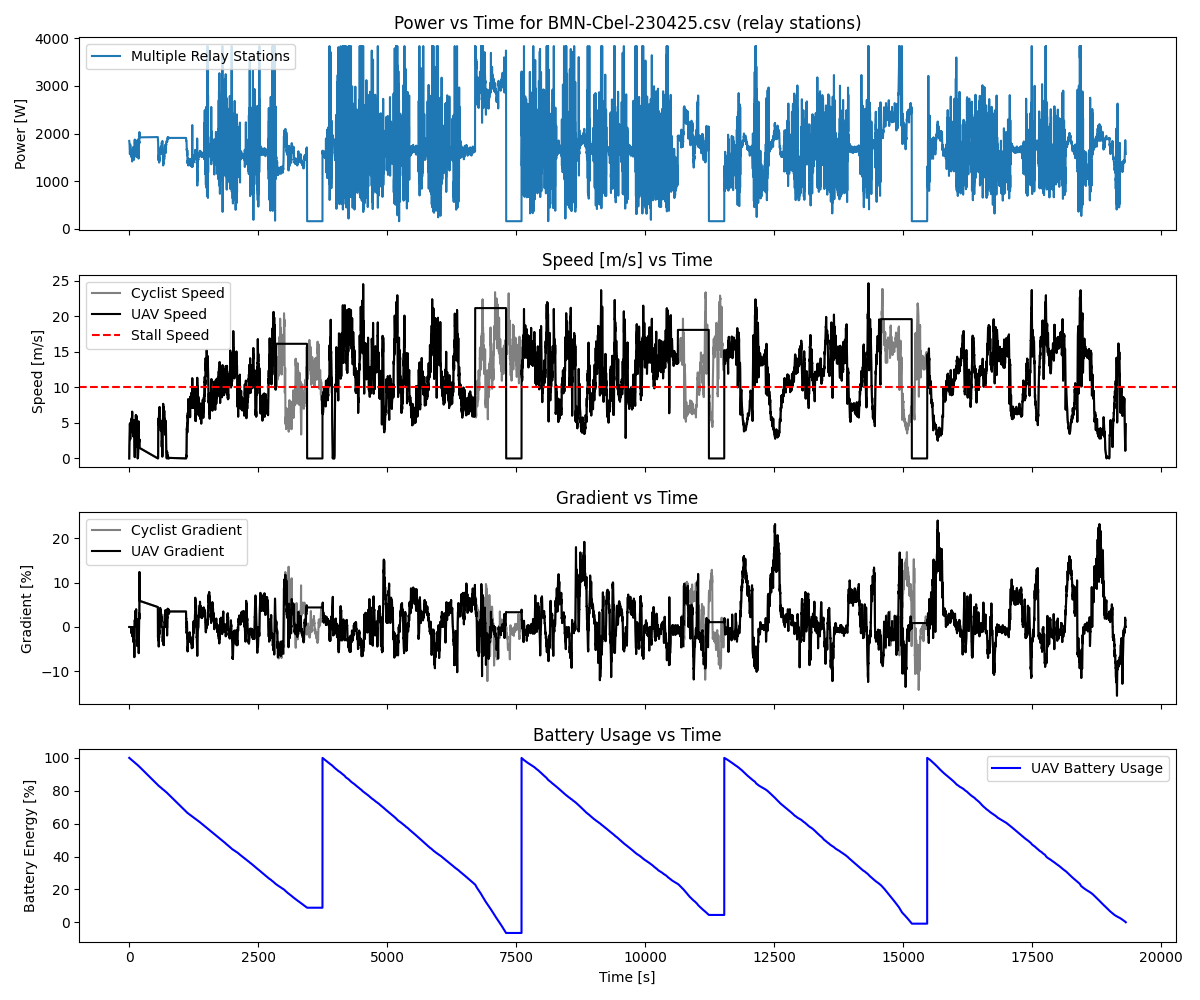 Power vs Time for BMN-Cbel-230425.csv (relay stations)
Multiple Relay Stations
Power [W]
4000
3000
2000
1000
0
Speed [m/s] vs Time
Cyclist Speed
UAV Speed
Stall Speed
Speed [m/s]
25
20
15
10
5
0
Gradient vs Time
Cyclist Gradient
UAV Gradient
Gradient [%]
20
10
0
−10
Battery Usage vs Time
UAV Battery Usage
Battery Energy [%]
100
80
60
40
20
0
0 2500 5000 7500 10000 12500 15000 17500 20000
Time [s]